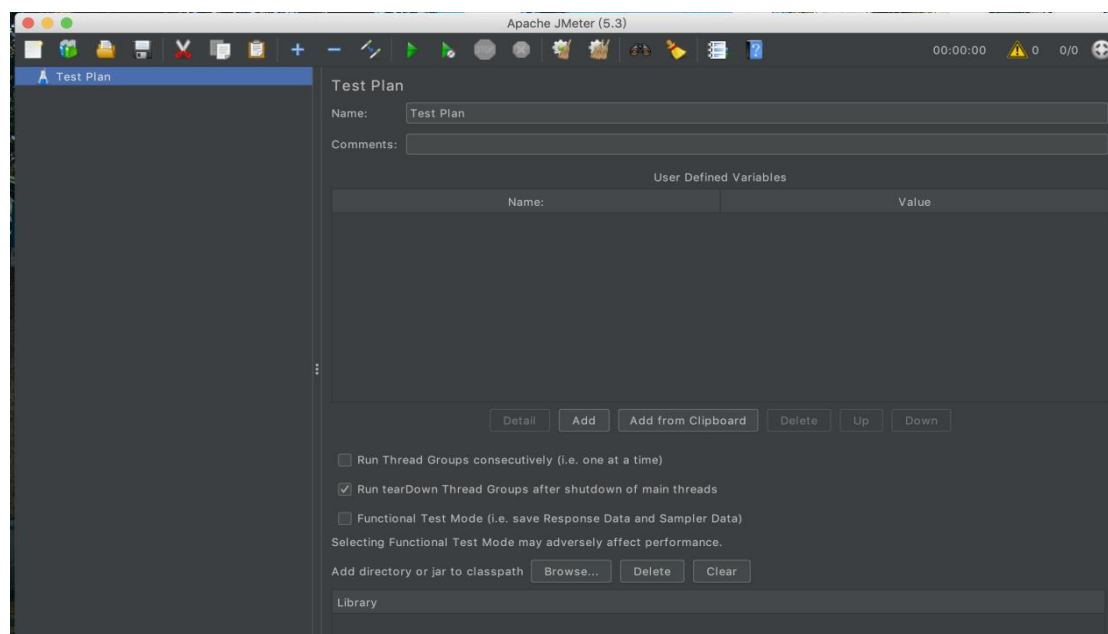 Apache JMeter (5.3)
00:00:00 0 0/0
Test Plan
Test Plan
Name: Test Plan
Comments:
User Defined Variables
Name: Value
Detail Add Add from Clipboard Delete Up Down
Run Thread Groups consecutively (i.e. one at a time)
Run tearDown Thread Groups after shutdown of main threads
Functional Test Mode (i.e. save Response Data and Sampler Data)
Selecting Functional Test Mode may adversely affect performance.
Add directory or jar to classpath Browse... Delete Clear
Library